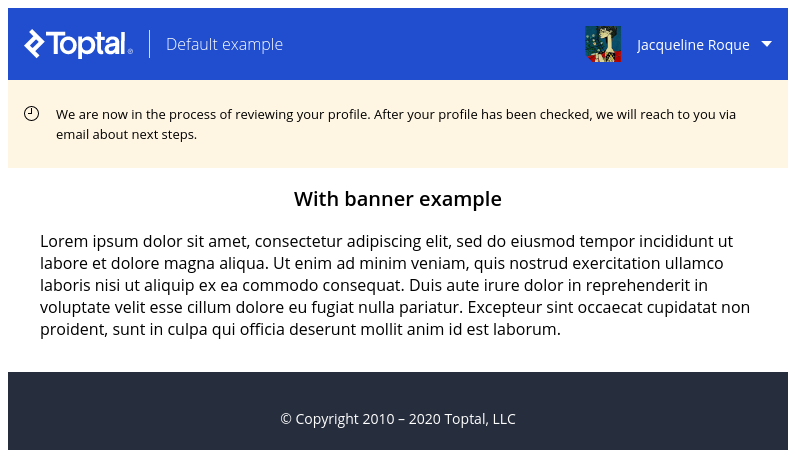 Toptal® Default example Jacqueline Roque
We are now in the process of reviewing your profile. After your profile has been checked, we will reach to you via
email about next steps.
With banner example
Lorem ipsum dolor sit amet, consectetur adipiscing elit, sed do eiusmod tempor incididunt ut
labore et dolore magna aliqua. Ut enim ad minim veniam, quis nostrud exercitation ullamco
laboris nisi ut aliquip ex ea commodo consequat. Duis aute irure dolor in reprehenderit in
voluptate velit esse cillum dolore eu fugiat nulla pariatur. Excepteur sint occaecat cupidatat non
proident, sunt in culpa qui officia deserunt mollit anim id est laborum.
© Copyright 2010 – 2020 Toptal, LLC